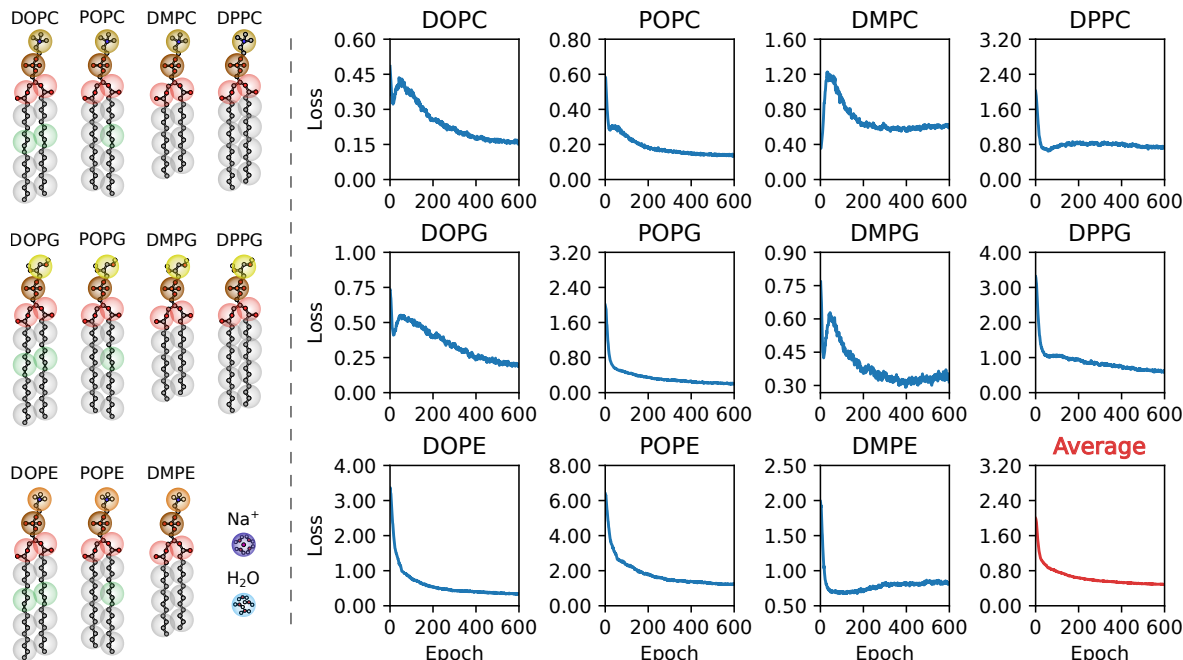 DOPC POPC DMPC DPPC
DOPG POPG DMPG DPPG
DOPE POPE DMPE
Na⁺
H₂O
DOPC
Loss
0.60
0.45
0.30
0.15
0.00
0 200 400 600
POPC
0.80
0.60
0.40
0.20
0.00
0 200 400 600
DMPC
1.60
1.20
0.80
0.40
0.00
0 200 400 600
DPPC
3.20
2.40
1.60
0.80
0.00
0 200 400 600
DOPG
Loss
1.00
0.75
0.50
0.25
0.00
0 200 400 600
POPG
3.20
2.40
1.60
0.80
0.00
0 200 400 600
DMPG
0.90
0.75
0.60
0.45
0.30
0 200 400 600
DPPG
4.00
3.00
2.00
1.00
0.00
0 200 400 600
DOPE
Loss
4.00
3.00
2.00
1.00
0.00
0 200 400 600
Epoch
POPE
8.00
6.00
4.00
2.00
0.00
0 200 400 600
Epoch
DMPE
2.50
2.00
1.50
1.00
0.50
0 200 400 600
Epoch
Average
3.20
2.40
1.60
0.80
0.00
0 200 400 600
Epoch